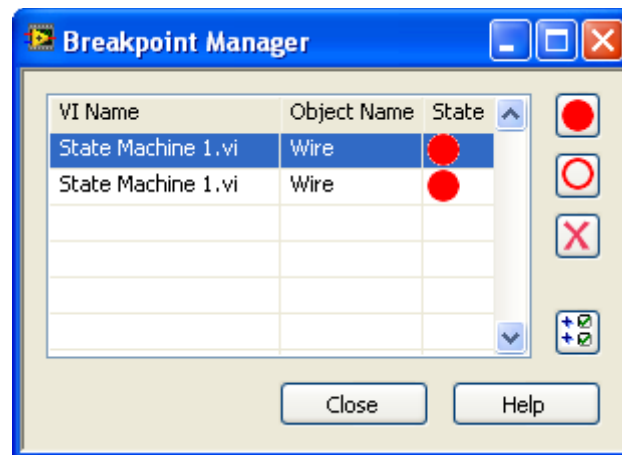 Breakpoint Manager
VI Name Object Name State
State Machine 1.vi Wire
State Machine 1.vi Wire
Close Help